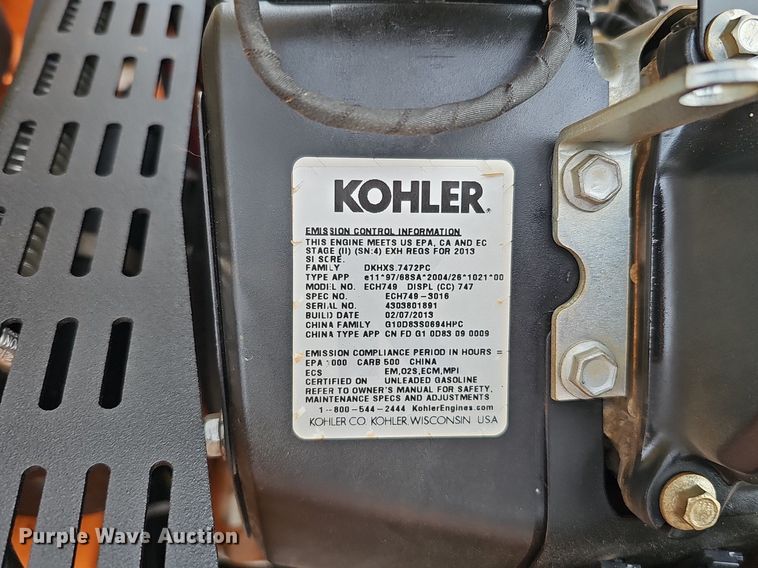 KOHLER.
EMISSION CONTROL INFORMATION
THIS ENGINE MEETS US EPA, CA AND EC
STAGE (II) (SN:4) EXH REGS FOR 2013
SI SCRE.
FAMILY DKHXS.7472PC
TYPE APP e11*97/68SA*2004/26*1021*00
MODEL NO. ECH749 DISPL (CC) 747
SPEC NO. ECH749-3016
SERIAL NO. 4303801891
BUILD DATE 02/07/2013
CHINA FAMILY G10D83S0694HPC
CHINA TYPE APP CN FD G1 0D83 09 0009
EMISSION COMPLIANCE PERIOD IN HOURS =
EPA 000 CARB 500 CHINA
ECS EM,O2S,ECM,MPI
CERTIFIED ON UNLEADED GASOLINE
REFER TO OWNER'S MANUAL FOR SAFETY,
MAINTENANCE SPECS AND ADJUSTMENTS
1-800-544-2444 KohlerEngines.com
KOHLER CO. KOHLER, WISCONSIN USA
Purple Wave Auction